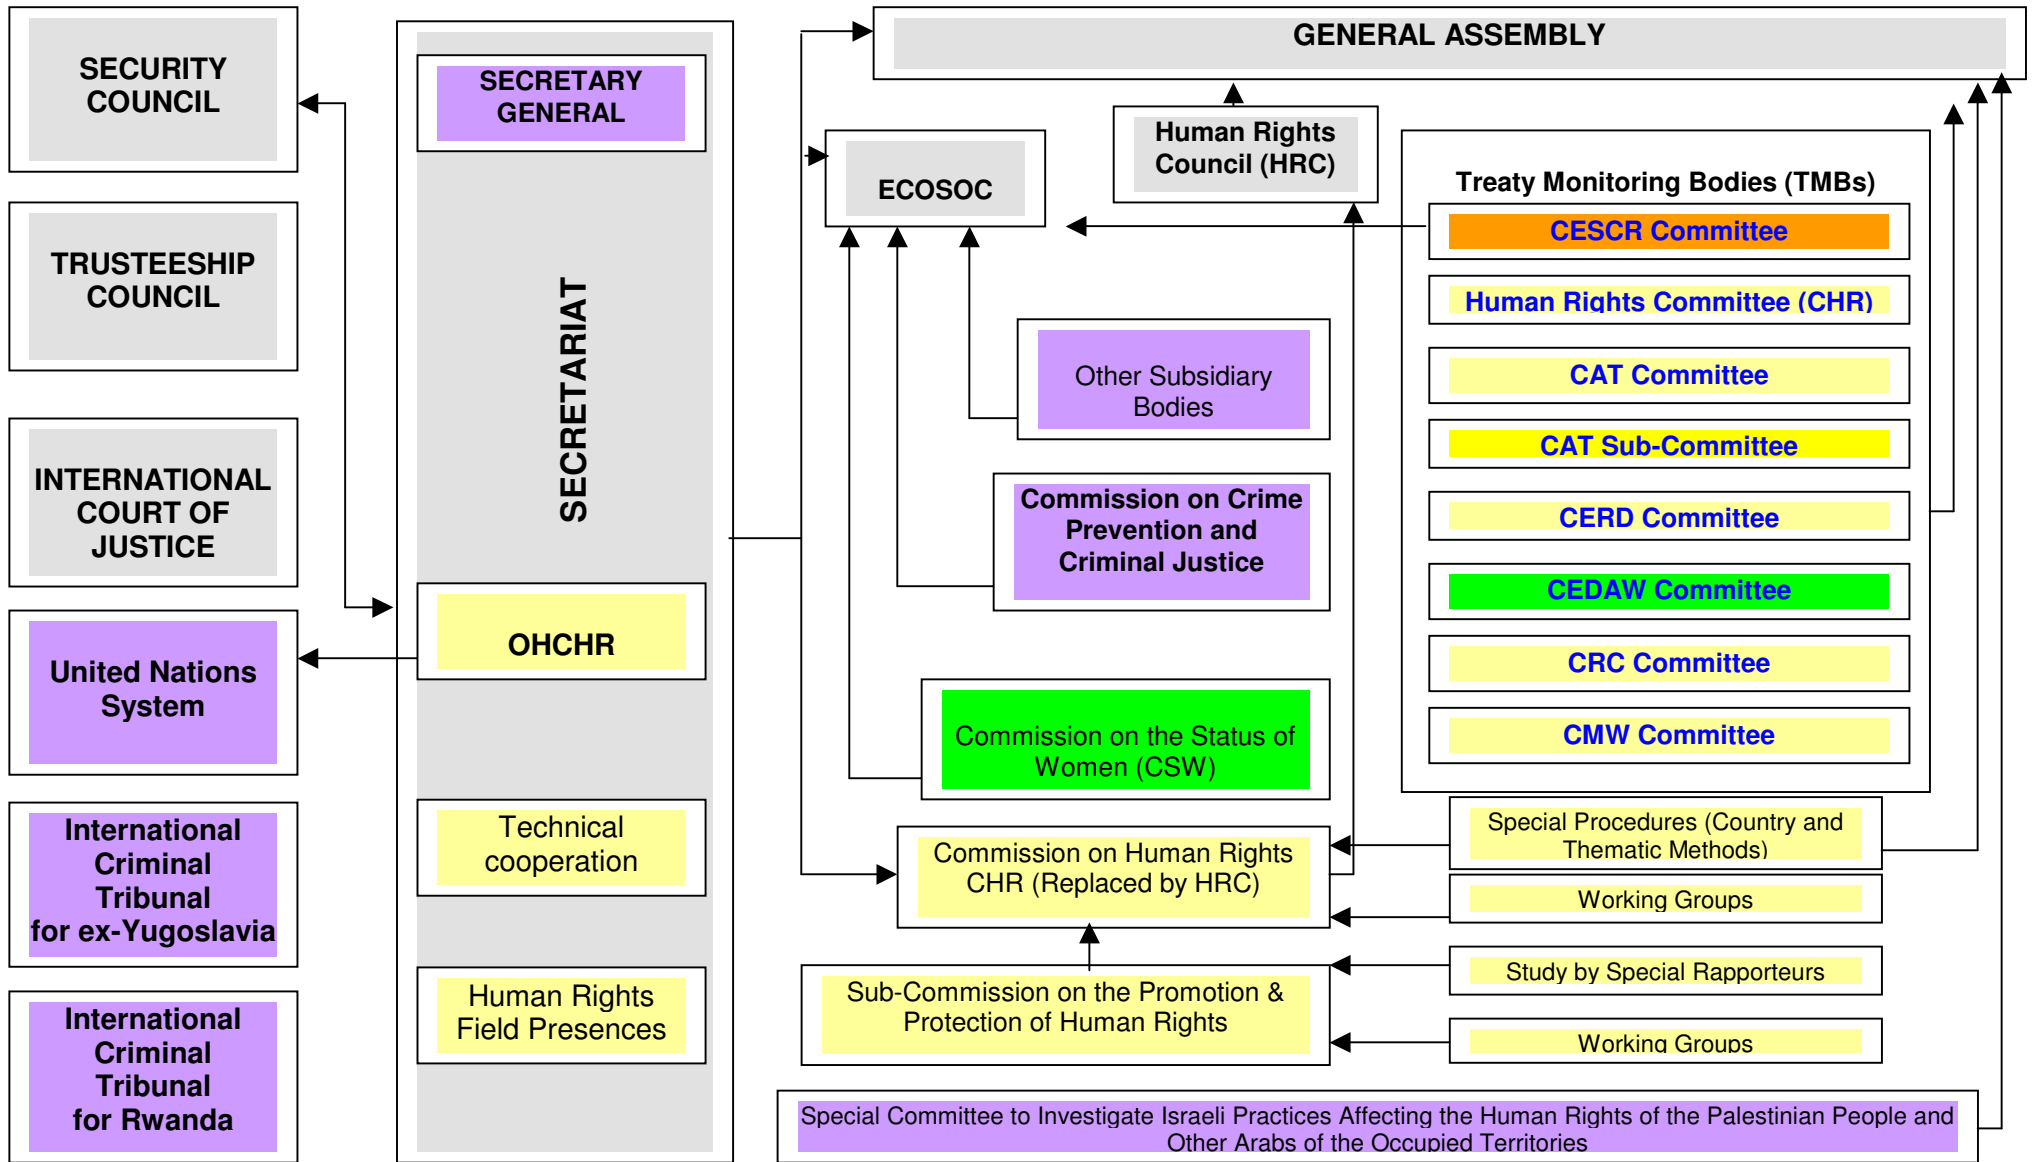 SECURITY
COUNCIL
TRUSTEESHIP
COUNCIL
INTERNATIONAL
COURT OF
JUSTICE
United Nations
System
International
Criminal
Tribunal
for ex-Yugoslavia
International
Criminal
Tribunal
for Rwanda
SECRETARY
GENERAL
SECRETARIAT
OHCHR
Technical
cooperation
Human Rights
Field Presences
GENERAL ASSEMBLY
ECOSOC
Human Rights
Council (HRC)
Other Subsidiary
Bodies
Commission on Crime
Prevention and
Criminal Justice
Commission on the Status of
Women (CSW)
Commission on Human Rights
CHR (Replaced by HRC)
Sub-Commission on the Promotion &
Protection of Human Rights
Treaty Monitoring Bodies (TMBs)
CESCR Committee
Human Rights Committee (CHR)
CAT Committee
CAT Sub-Committee
CERD Committee
CEDAW Committee
CRC Committee
CMW Committee
Special Procedures (Country and
Thematic Methods)
Working Groups
Study by Special Rapporteurs
Working Groups
Special Committee to Investigate Israeli Practices Affecting the Human Rights of the Palestinian People and
Other Arabs of the Occupied Territories